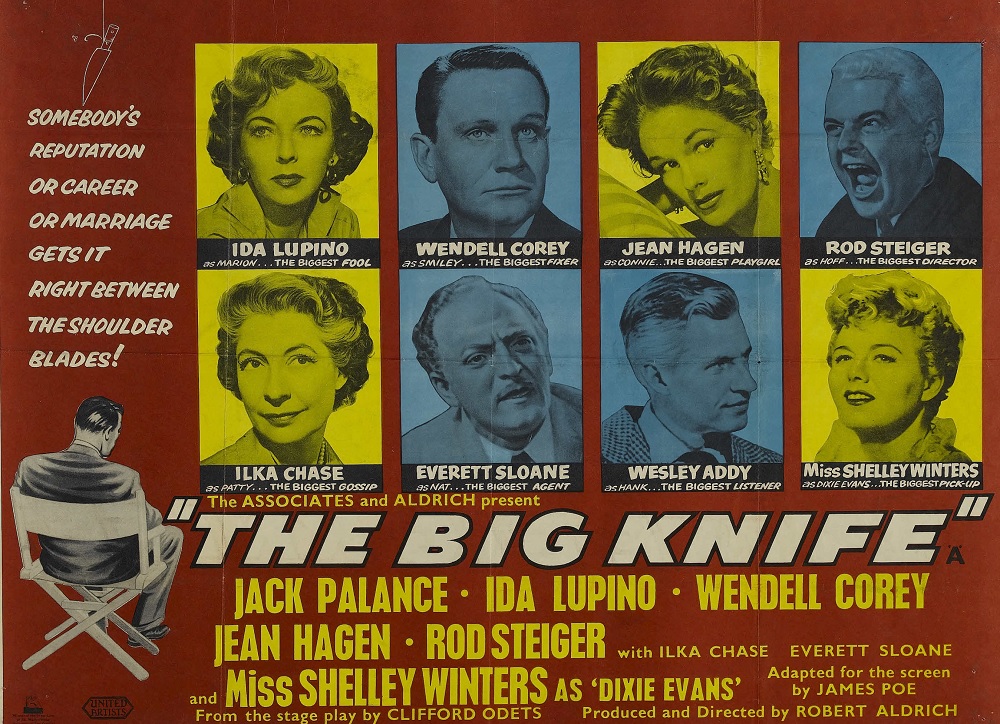 SOMEBODY'S
REPUTATION
OR CAREER
OR MARRIAGE
GETS IT
RIGHT BETWEEN
THE SHOULDER
BLADES!
IDA LUPINO
as MARION...THE BIGGEST FOOL
WENDELL COREY
as SMILEY...THE BIGGEST FIXER
JEAN HAGEN
as CONNIE...THE BIGGEST PLAYGIRL
ROD STEIGER
as HOFF...THE BIGGEST DIRECTOR
ILKA CHASE
as PATTY...THE BIGGEST GOSSIP
EVERETT SLOANE
as NAT...THE BIGGEST AGENT
WESLEY ADDY
as HANK...THE BIGGEST LISTENER
Miss SHELLEY WINTERS
as DIXIE EVANS...THE BIGGEST PICK-UP
The ASSOCIATES and ALDRICH present
"THE BIG KNIFE"
"A"
JACK PALANCE · IDA LUPINO · WENDELL COREY
JEAN HAGEN · ROD STEIGER with ILKA CHASE EVERETT SLOANE
and Miss SHELLEY WINTERS AS 'DIXIE EVANS'
Adapted for the screen
by JAMES POE
From the stage play by CLIFFORD ODETS
Produced and Directed by ROBERT ALDRICH
UNITED
ARTISTS